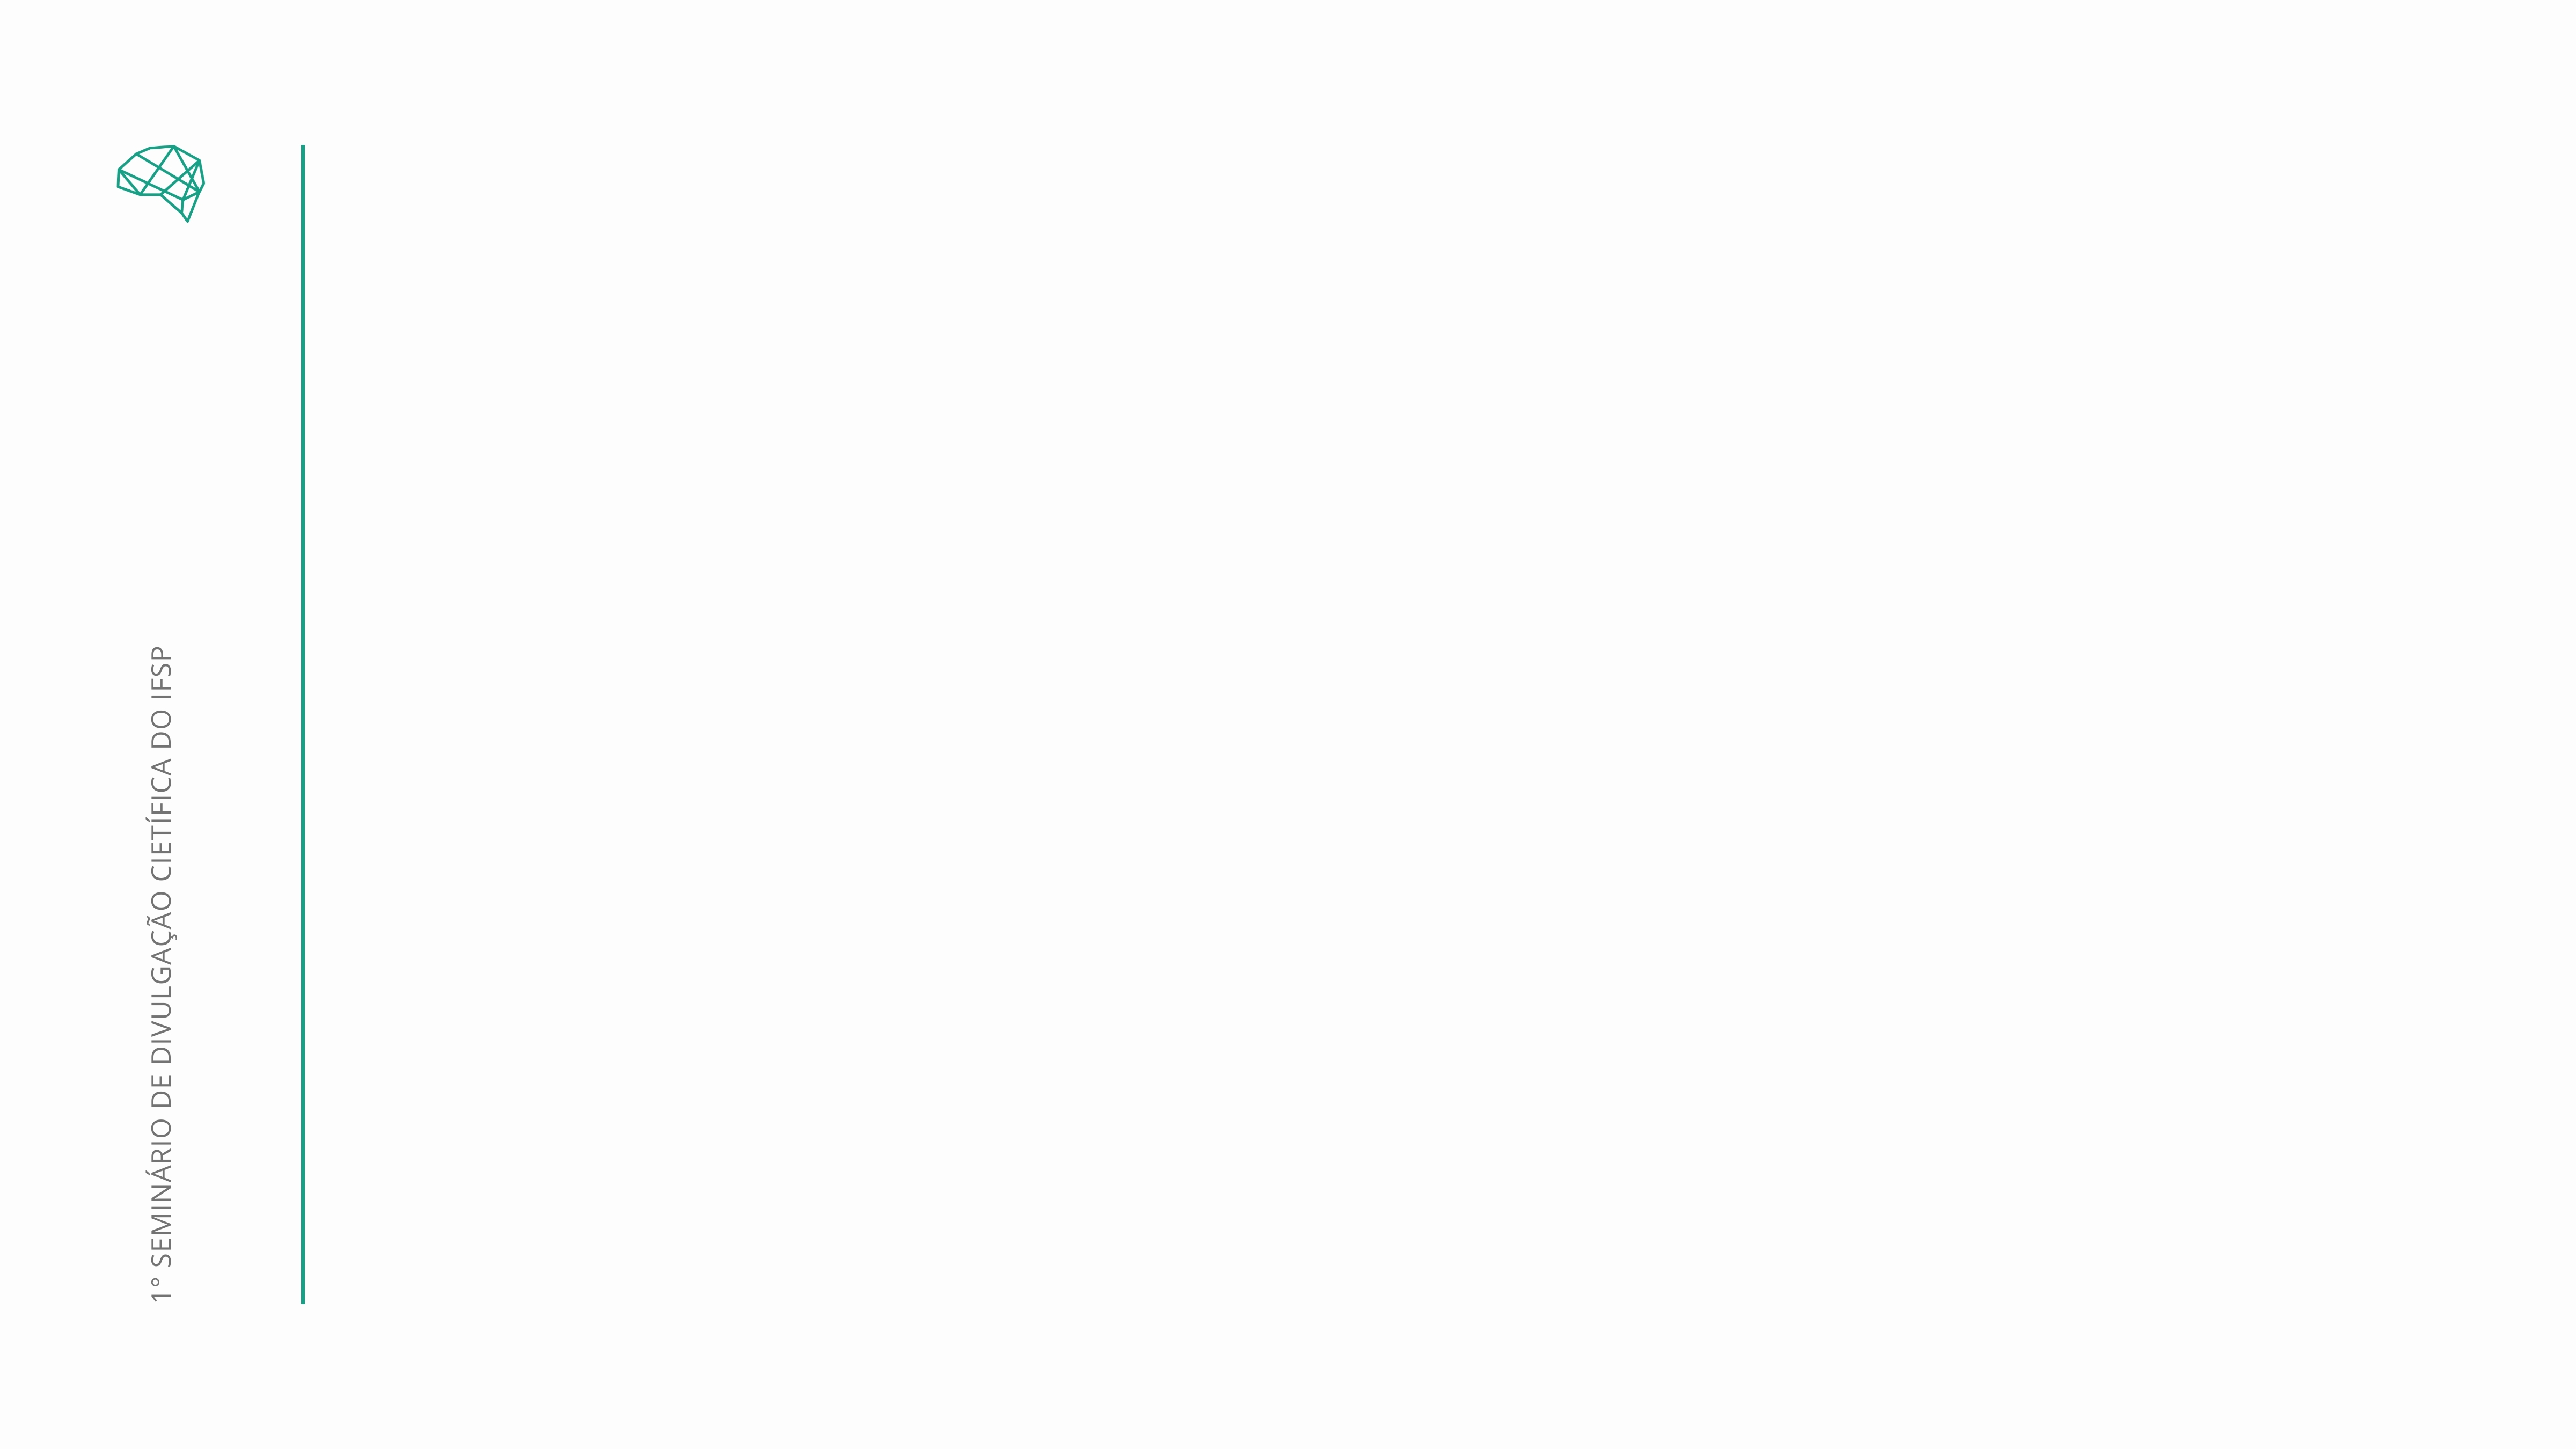 1° SEMINÁRIO DE DIVULGAÇÃO CIETÍFICA DO IFSP